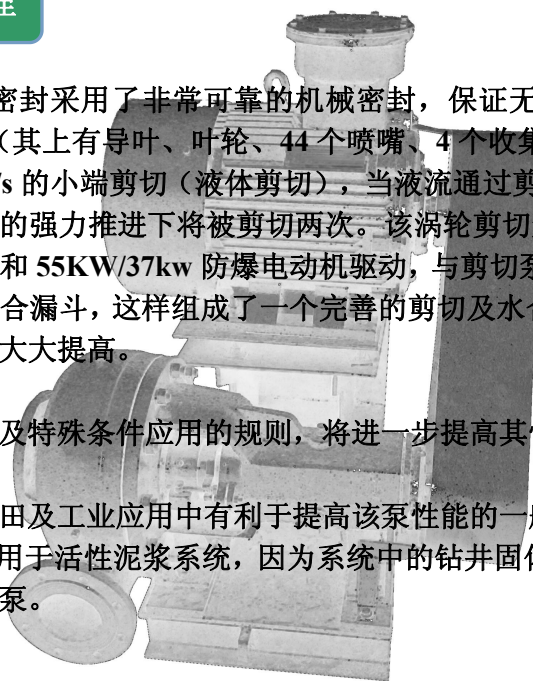 密封采用了非常可靠的机械密封，保证无
（其上有导叶、叶轮、44 个喷嘴、4 个收集
/s 的小端剪切（液体剪切），当液流通过剪
的强力推进下将被剪切两次。该涡轮剪切
和 55KW/37kw 防爆电动机驱动，与剪切泵
合漏斗，这样组成了一个完善的剪切及水
大大提高。
及特殊条件应用的规则，将进一步提高其
田及工业应用中有利于提高该泵性能的一
用于活性泥浆系统，因为系统中的钻井固
泵。